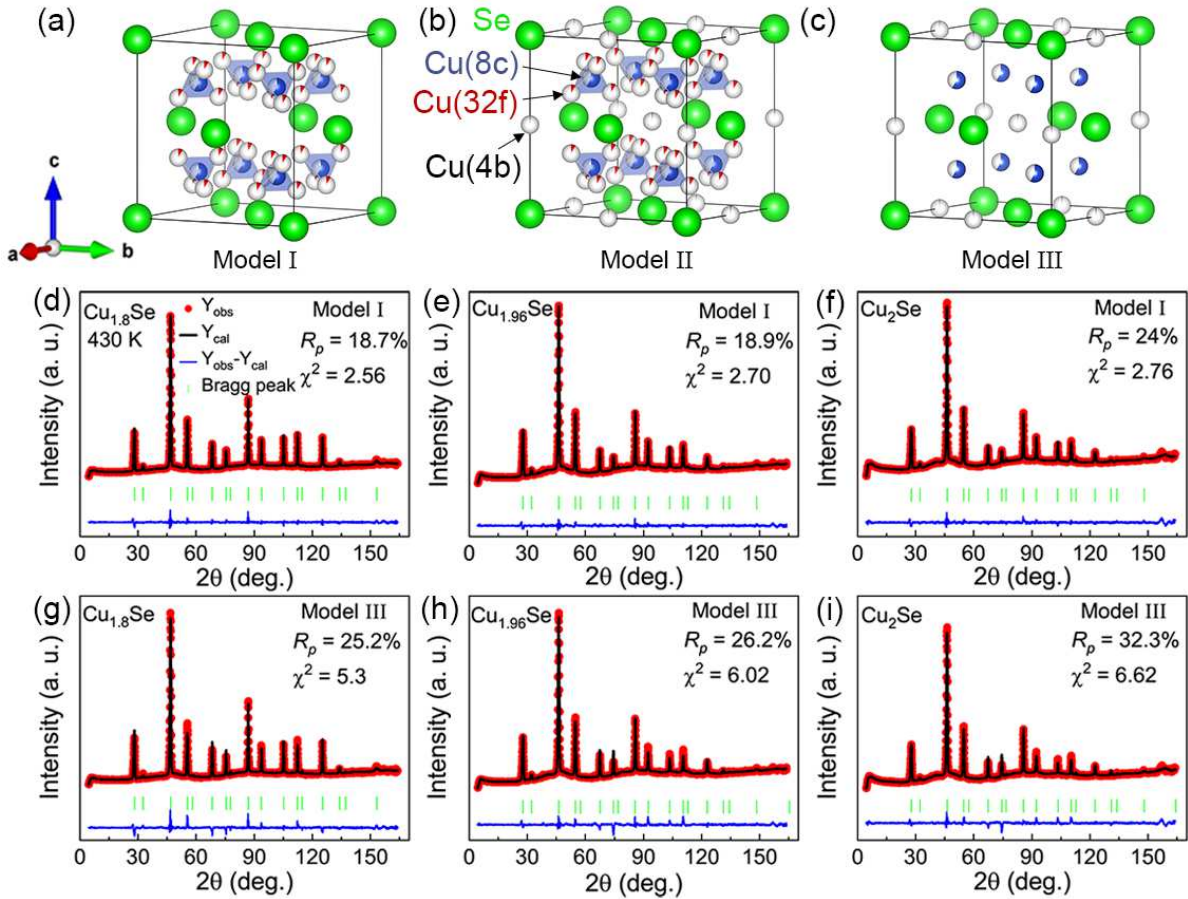 (a)
(b)
(c)
Se
Cu(8c)
Cu(32f)
Cu(4b)
c
a
b
Model I
Model II
Model III
(d)
Cu1.8Se
430 K
Yobs
Ycal
Yobs-Ycal
Bragg peak
Model I
Rp = 18.7%
χ2 = 2.56
Intensity (a. u.)
0 30 60 90 120 150
2θ (deg.)
(e)
Cu1.96Se
Model I
Rp = 18.9%
χ2 = 2.70
Intensity (a. u.)
0 30 60 90 120 150
2θ (deg.)
(f)
Cu2Se
Model I
Rp = 24%
χ2 = 2.76
Intensity (a. u.)
0 30 60 90 120 150
2θ (deg.)
(g)
Cu1.8Se
Model III
Rp = 25.2%
χ2 = 5.3
Intensity (a. u.)
0 30 60 90 120 150
2θ (deg.)
(h)
Cu1.96Se
Model III
Rp = 26.2%
χ2 = 6.02
Intensity (a. u.)
0 30 60 90 120 150
2θ (deg.)
(i)
Cu2Se
Model III
Rp = 32.3%
χ2 = 6.62
Intensity (a. u.)
0 30 60 90 120 150
2θ (deg.)